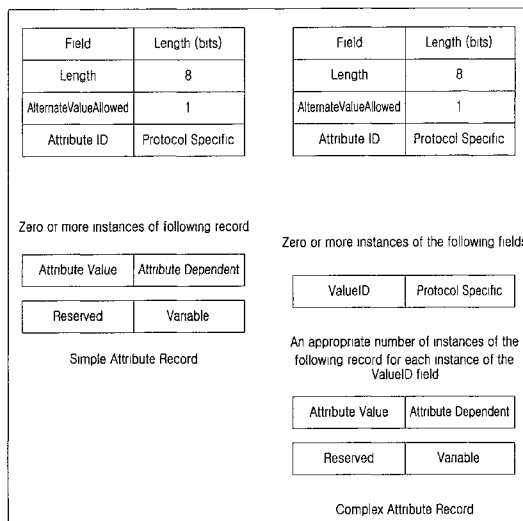 Field Length (bits)
Length 8
AlternateValueAllowed 1
Attribute ID Protocol Specific
Zero or more instances of following record
Attribute Value Attribute Dependent
Reserved Variable
Simple Attribute Record
Field Length (bits)
Length 8
AlternateValueAllowed 1
Attribute ID Protocol Specific
Zero or more instances of the following fields
ValueID Protocol Specific
An appropriate number of instances of the
following record for each instance of the
ValueID field
Attribute Value Attribute Dependent
Reserved Variable
Complex Attribute Record